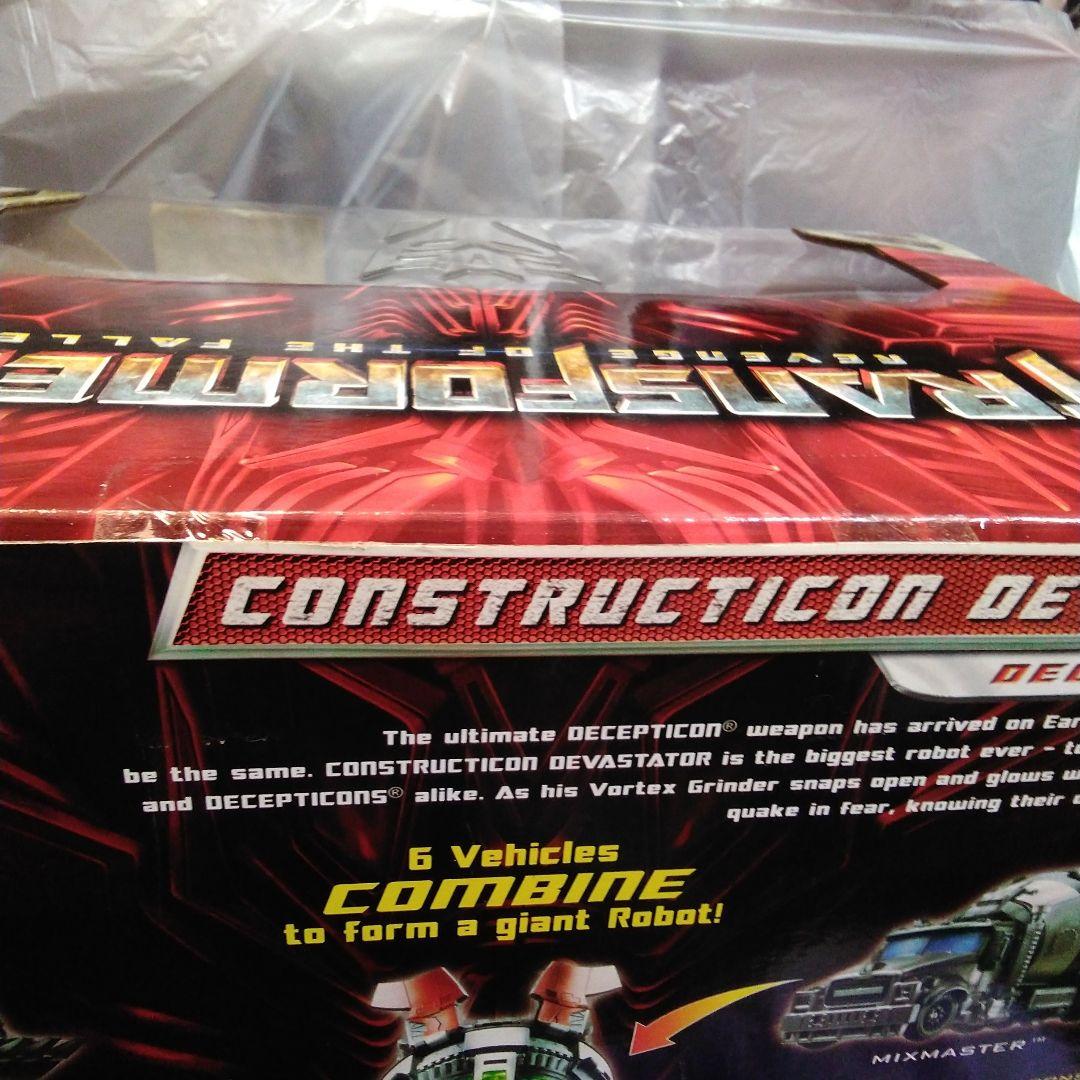 TRANSFORME
REVENGE OF THE FALLE
CONSTRUCTICON DE
DEC
The ultimate DECEPTICON® weapon has arrived on Ear
be the same. CONSTRUCTICON DEVASTATOR is the biggest robot ever – t
and DECEPTICONS® alike. As his Vortex Grinder snaps open and glows w
quake in fear, knowing their
6 Vehicles
COMBINE
to form a giant Robot!
MIXMASTER™